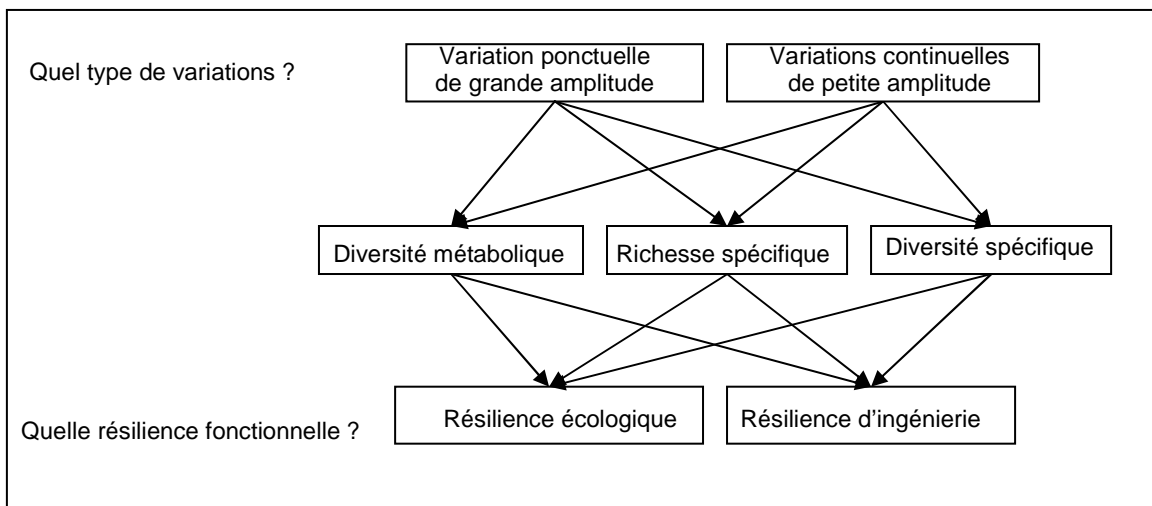 Quel type de variations ?
Variation ponctuelle
de grande amplitude
Variations continuelles
de petite amplitude
Diversité métabolique
Richesse spécifique
Diversité spécifique
Quelle résilience fonctionnelle ?
Résilience écologique
Résilience d'ingénierie